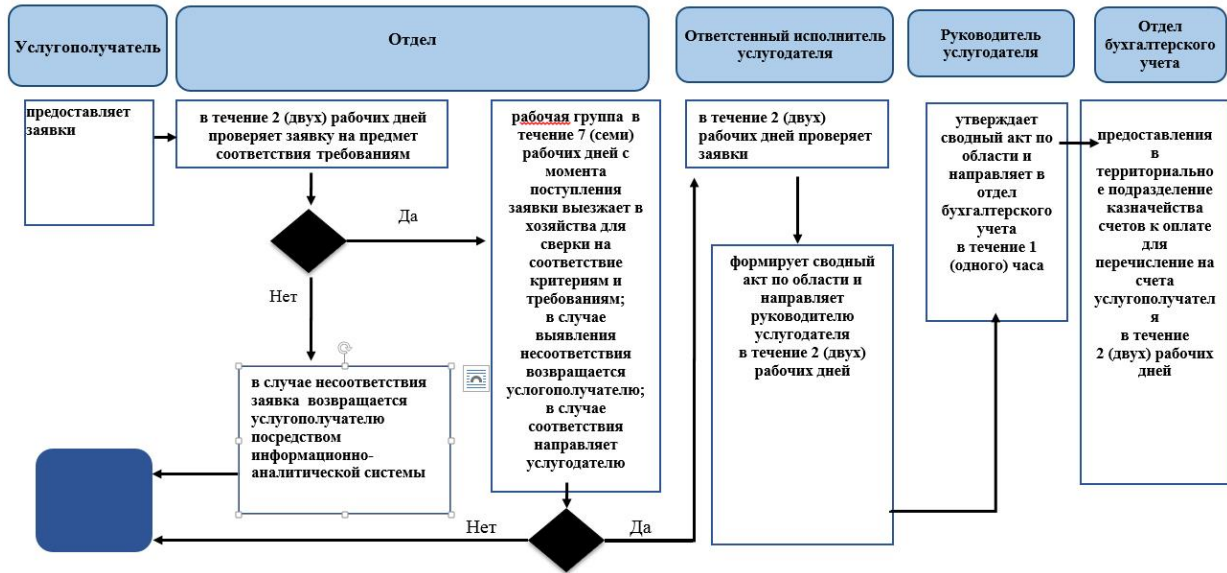 Услугополучатель
Отдел
Ответстенный исполнитель
услугодателя
Руководитель
услугодателя
Отдел
бухгалтерского
учета
предоставляет
заявки
в течение 2 (двух) рабочих дней
проверяет заявку на предмет
соответствия требованиям
Да
Нет
в случае несоответствия
заявка возвращается
услугополучателю
посредством
информационно-
аналитической системы
рабочая группа в
течение 7 (семи)
рабочих дней с
момента
поступления
заявки выезжает в
хозяйства для
сверки на
соответствие
критериям и
требованиям;
в случае
выявления
несоответствия
возвращается
услогополучателю;
в случае
соответствия
направляет
услугодателю
Нет
Да
в течение 2 (двух)
рабочих дней проверяет
заявки
формирует сводный
акт по области и
направляет
руководителю
услугодателя
в течение 2 (двух)
рабочих дней
утверждает
сводный акт по
области и
направляет в
отдел
бухгалтерского
учета
в течение 1
(одного) часа
предоставления
в
территориально
е подразделение
казначейства
счетов к оплате
для
перечисление на
счета
услугополучател
я
в течение
2 (двух) рабочих
дней